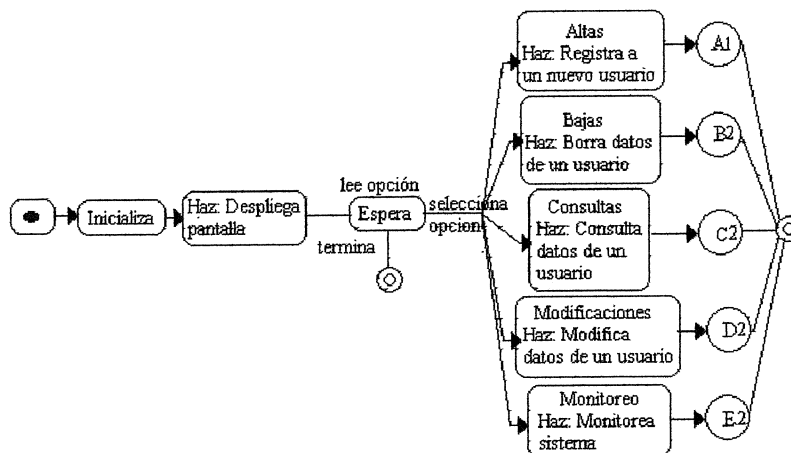 Altas
Haz: Registra a
un nuevo usuario
A1
Bajas
Haz: Borra datos
de un usuario
B2
Inicializa
Haz: Despliega
pantalla
lee opción
Espera
termina
selecciona
opcion
Consultas
Haz: Consulta
datos de un
usuario
C2
Modificaciones
Haz: Modifica
datos de un usuario
D2
Monitoreo
Haz: Monitorea
sistema
E2